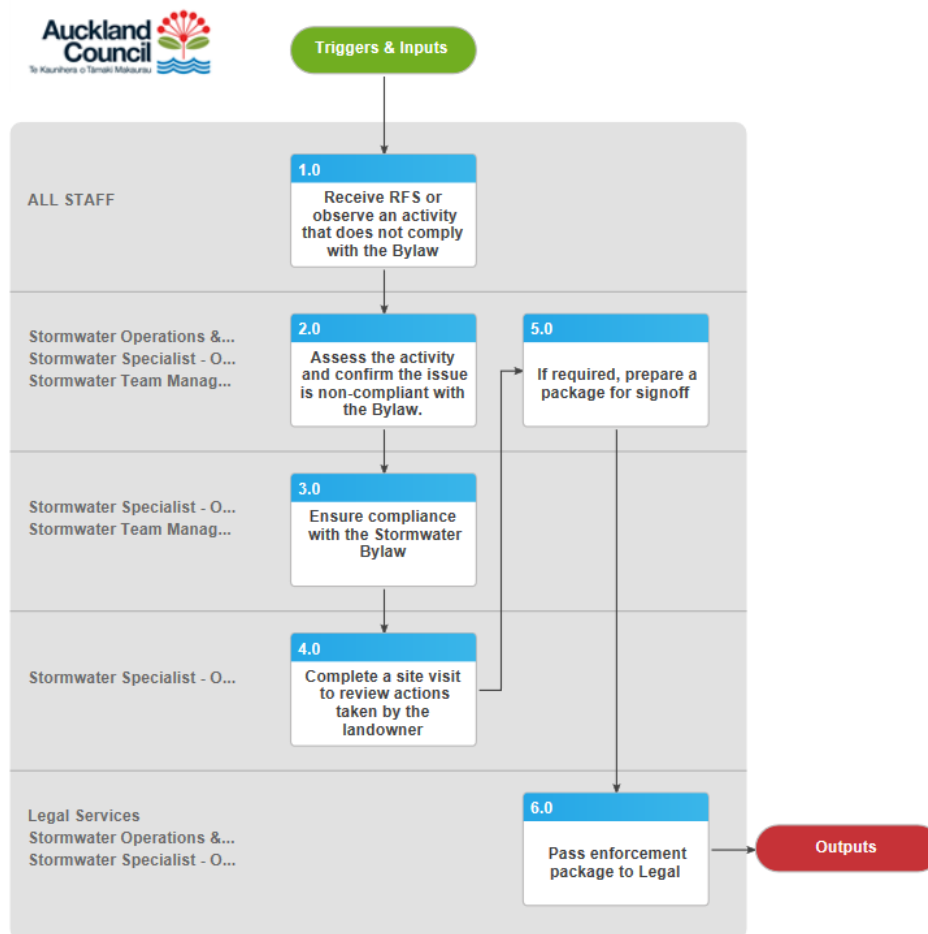 Auckland
Council
Te Kaunihera o Tāmaki Makaurau
Triggers & Inputs
ALL STAFF
1.0
Receive RFS or
observe an activity
that does not comply
with the Bylaw
Stormwater Operations &...
Stormwater Specialist - O...
Stormwater Team Manag...
2.0
Assess the activity
and confirm the issue
is non-compliant with
the Bylaw.
5.0
If required, prepare a
package for signoff
Stormwater Specialist - O...
Stormwater Team Manag...
3.0
Ensure compliance
with the Stormwater
Bylaw
Stormwater Specialist - O...
4.0
Complete a site visit
to review actions
taken by the
landowner
Legal Services
Stormwater Operations &...
Stormwater Specialist - O...
6.0
Pass enforcement
package to Legal
Outputs